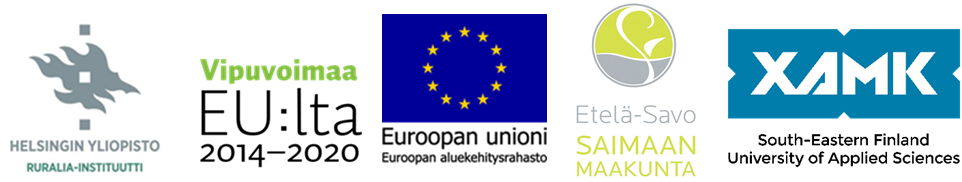 HELSINGIN YLIOPISTO
RURALIA-INSTITUUTTI
Vipuvoimaa
EU:lta
2014–2020
Euroopan unioni
Euroopan aluekehitysrahasto
Etelä-Savo
SAIMAAN
MAAKUNTA
XAMK
South-Eastern Finland
University of Applied Sciences